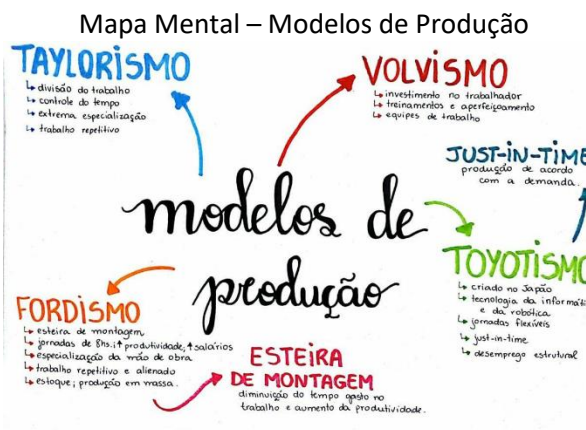 Mapa Mental – Modelos de Produção
TAYLORISMO
↳ divisão do trabalho
↳ controle do tempo
↳ extrema especialização
↳ trabalho repetitivo
VOLVISMO
↳ investimento no trabalhador
↳ treinamentos e aperfeiçoamento
↳ equipes de trabalho
JUST-IN-TIME
produção de acordo
com a demanda.
modelos de
produção
TOYOTISMO
↳ criado no Japão
↳ tecnologia da informáti
e da robótica
↳ jornadas flexíveis
↳ just-in-time
↳ desemprego estrutural
FORDISMO
↳ esteira de montagem
↳ jornadas de 8hs.; ↑ produtividade, ↑ salários
↳ especialização da mão de obra
↳ trabalho repetitivo e alienado
↳ estoque; produção em massa.
ESTEIRA
DE MONTAGEM
diminuição do tempo gasto no
trabalho e aumento da produtividade.